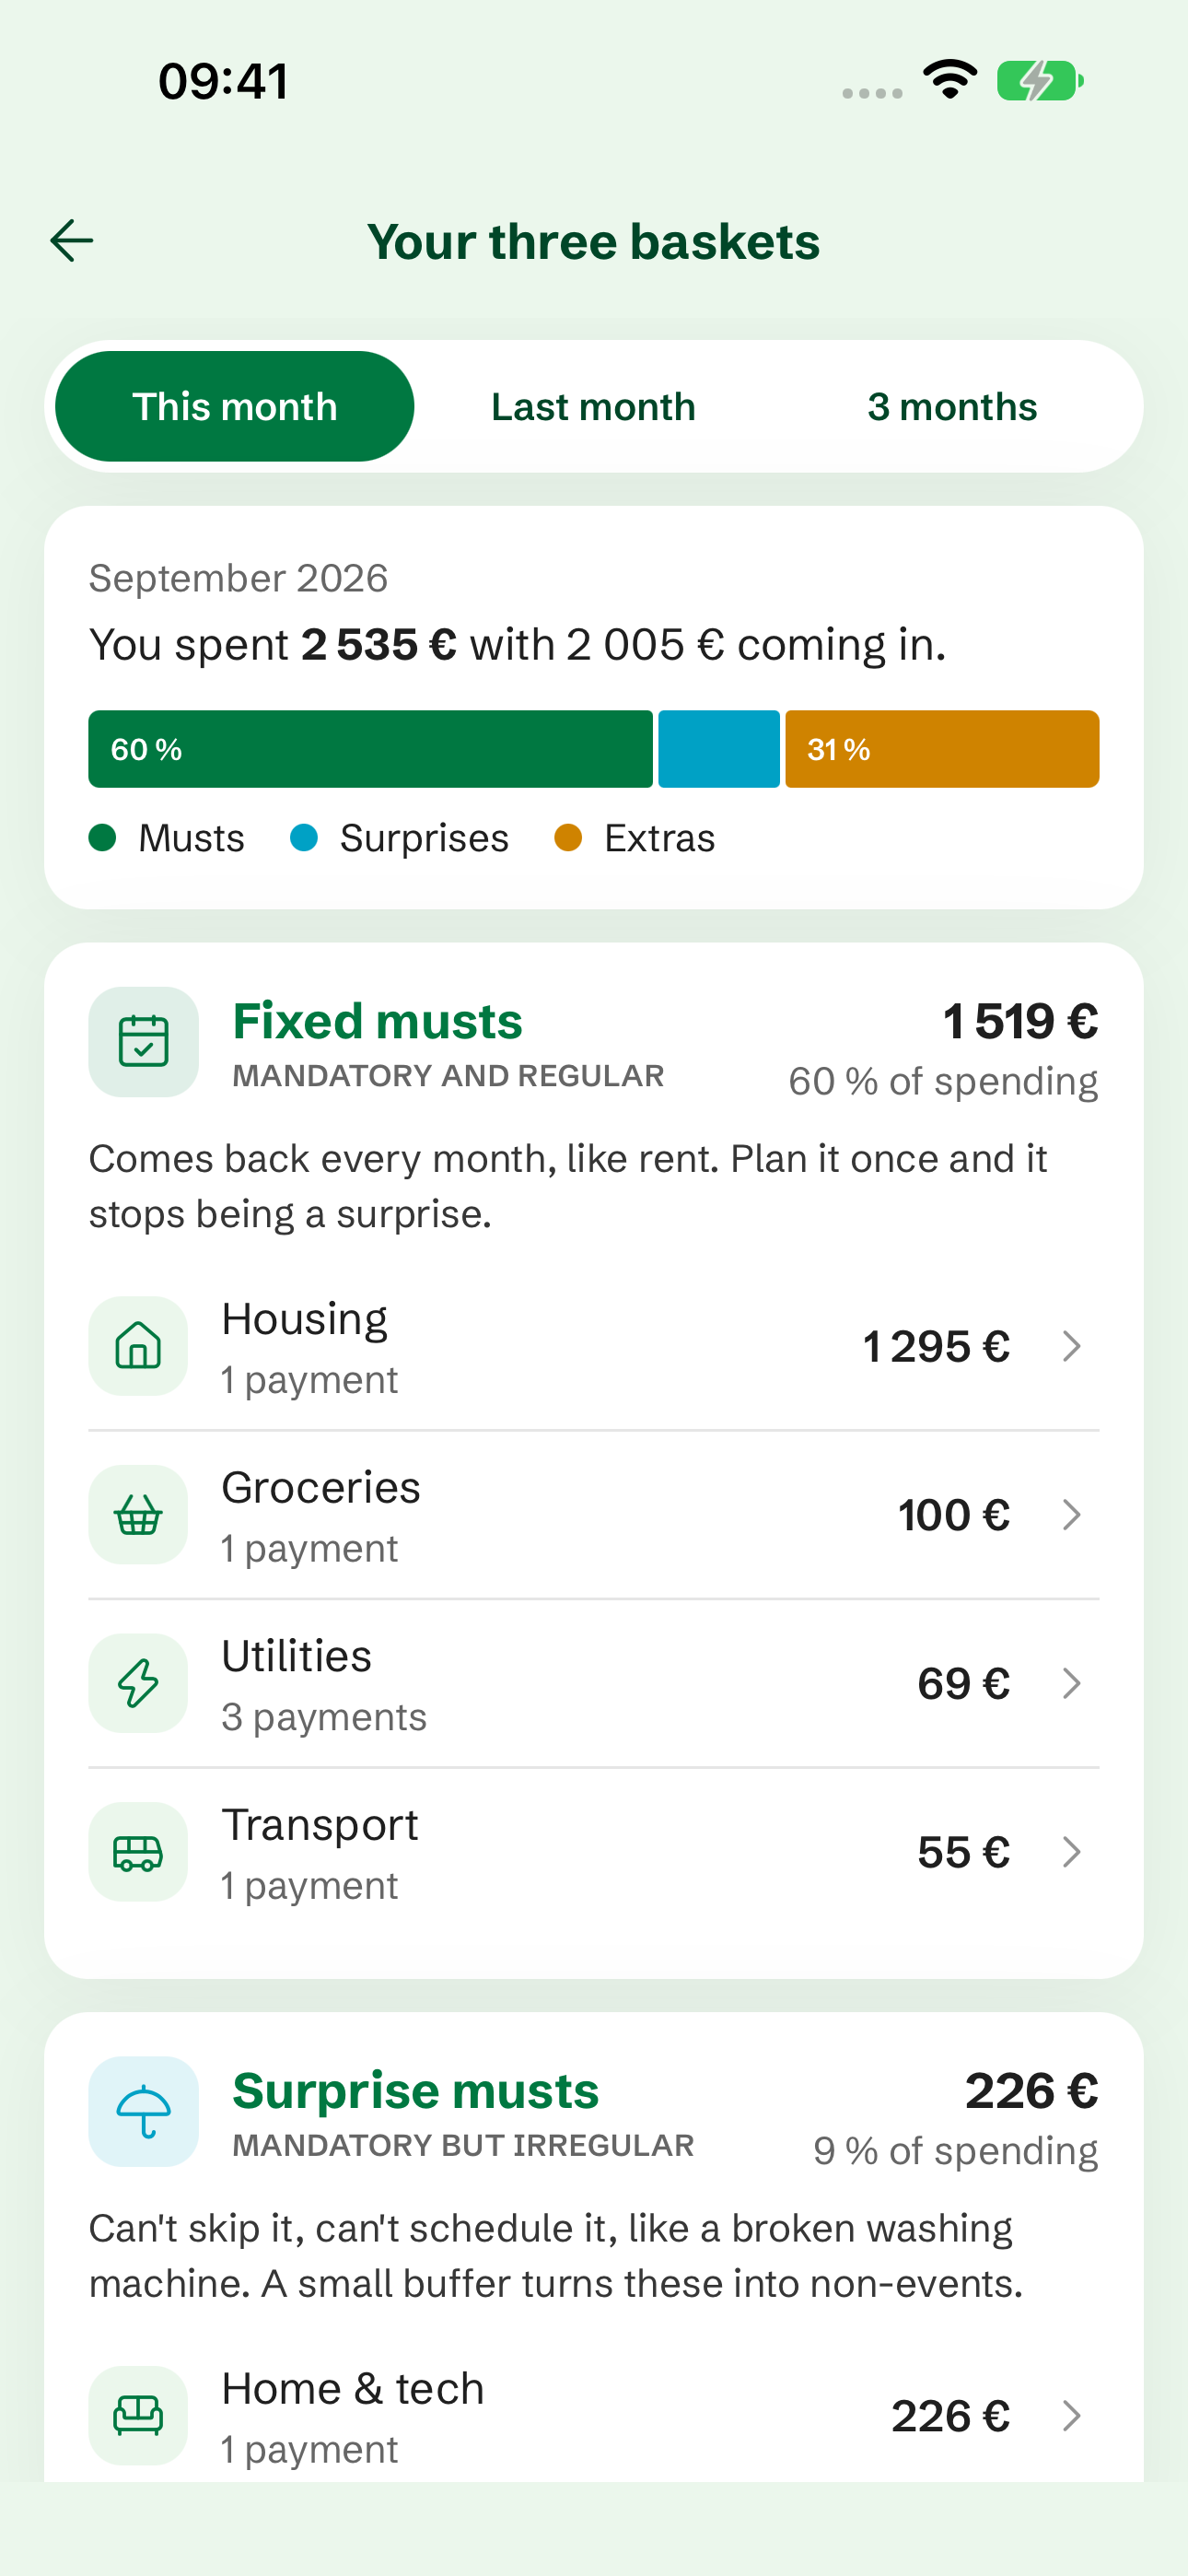 09:41
Your three baskets
This month
Last month
3 months
September 2026
You spent 2 535 € with 2 005 € coming in.
60 %
31 %
Musts
Surprises
Extras
Fixed musts
1 519 €
MANDATORY AND REGULAR
60 % of spending
Comes back every month, like rent. Plan it once and it
stops being a surprise.
Housing
1 payment
1 295 €
Groceries
1 payment
100 €
Utilities
3 payments
69 €
Transport
1 payment
55 €
Surprise musts
226 €
MANDATORY BUT IRREGULAR
9 % of spending
Can't skip it, can't schedule it, like a broken washing
machine. A small buffer turns these into non-events.
Home & tech
1 payment
226 €